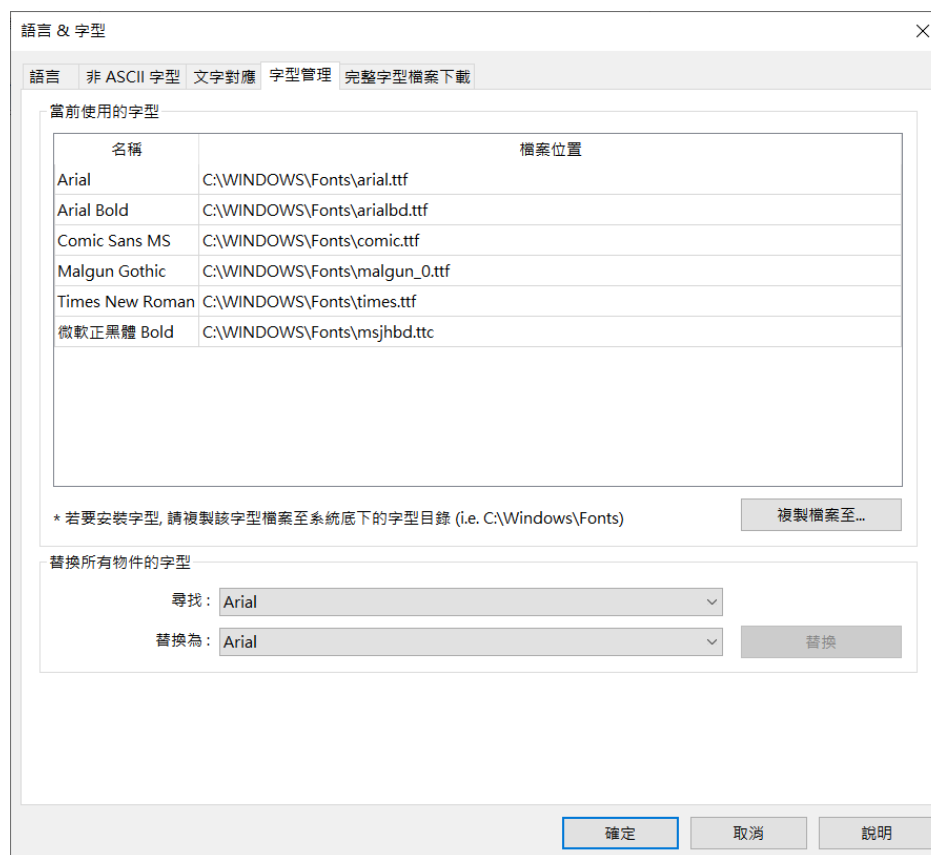 語言 & 字型
語言 非 ASCII 字型 文字對應 字型管理 完整字型檔案下載
當前使用的字型
名稱 檔案位置
Arial C:\WINDOWS\Fonts\arial.ttf
Arial Bold C:\WINDOWS\Fonts\arialbd.ttf
Comic Sans MS C:\WINDOWS\Fonts\comic.ttf
Malgun Gothic C:\WINDOWS\Fonts\malgun_0.ttf
Times New Roman C:\WINDOWS\Fonts\times.ttf
微軟正黑體 Bold C:\WINDOWS\Fonts\msjhbd.ttc
* 若要安裝字型, 請複製該字型檔案至系統底下的字型目錄 (i.e. C:\Windows\Fonts) 複製檔案至...
替換所有物件的字型
尋找 : Arial
替換為 : Arial 替換
確定 取消 說明